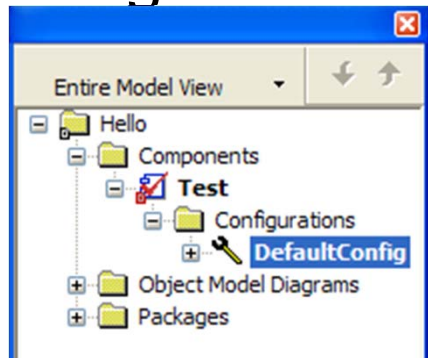 Entire Model View
Hello
Components
Test
Configurations
DefaultConfig
Object Model Diagrams
Packages